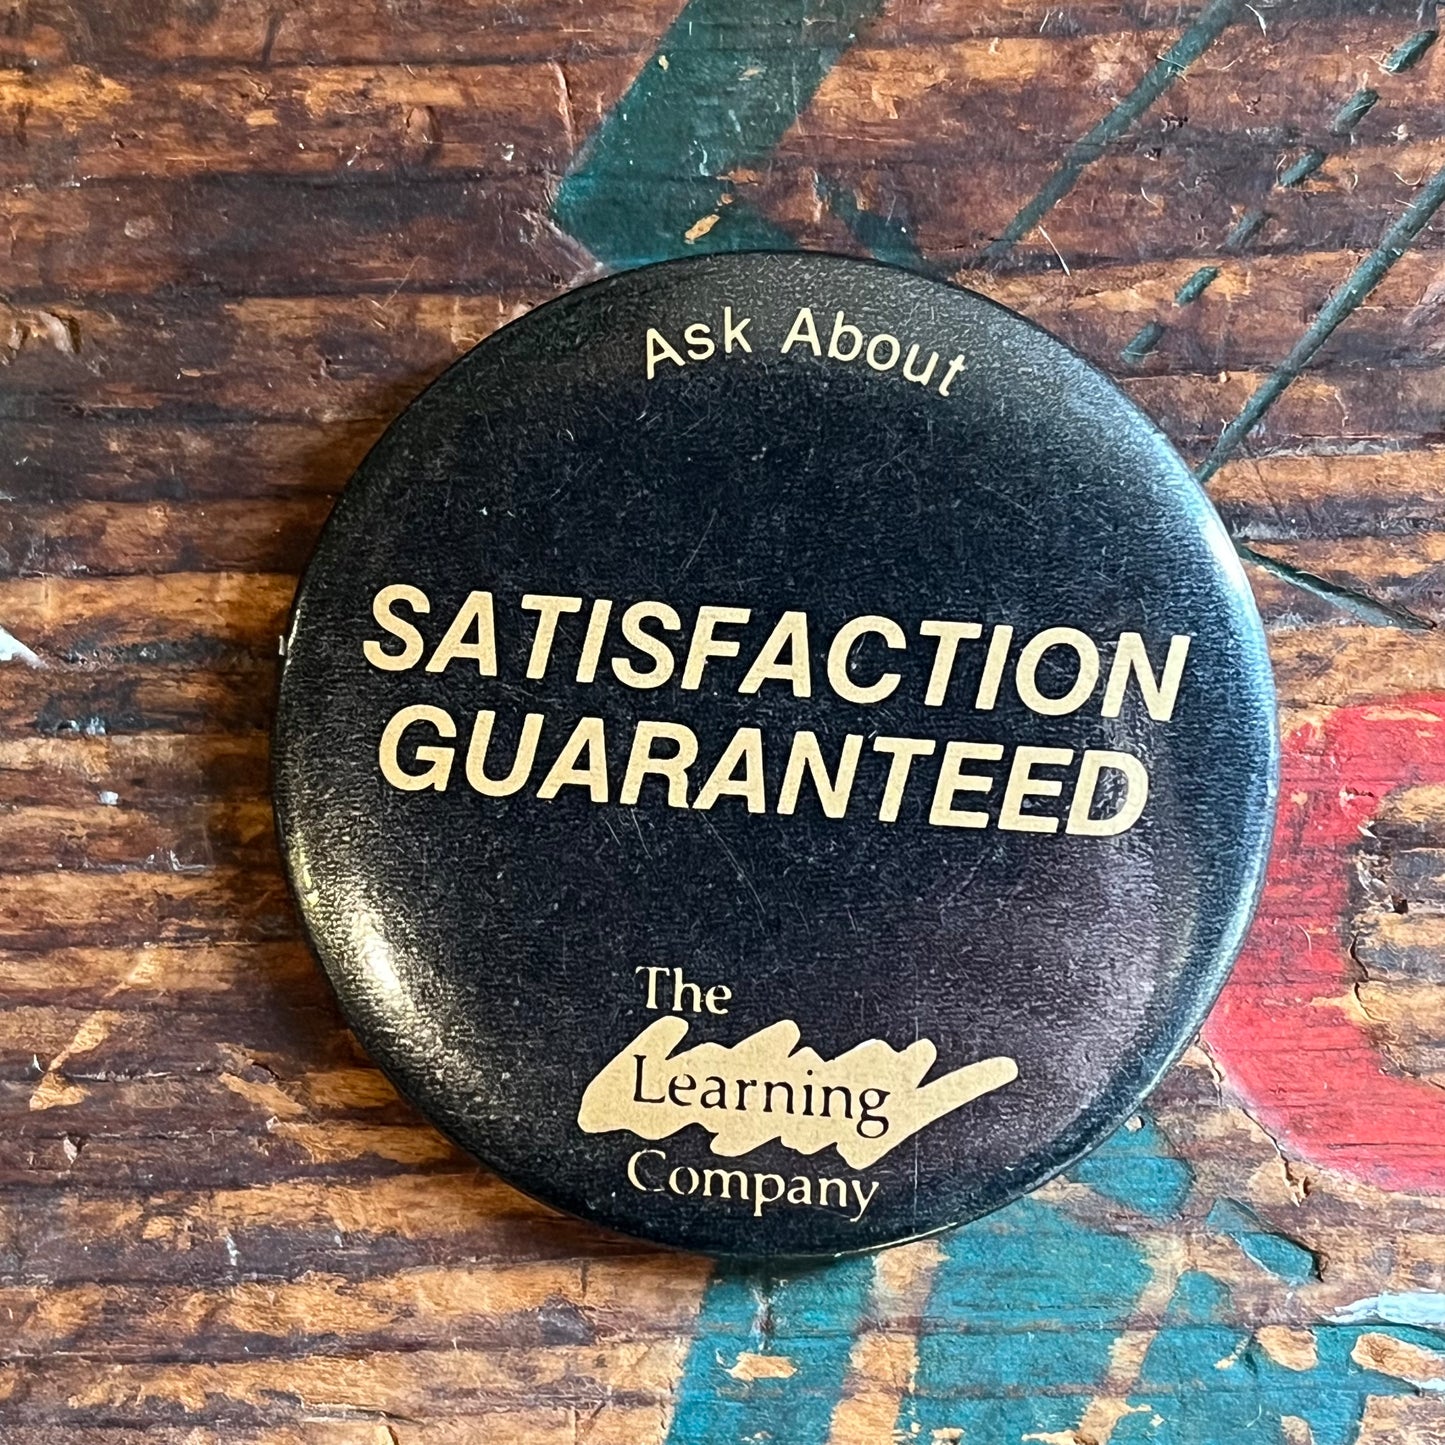 Ask About
SATISFACTION
GUARANTEED
The
Learning
Company